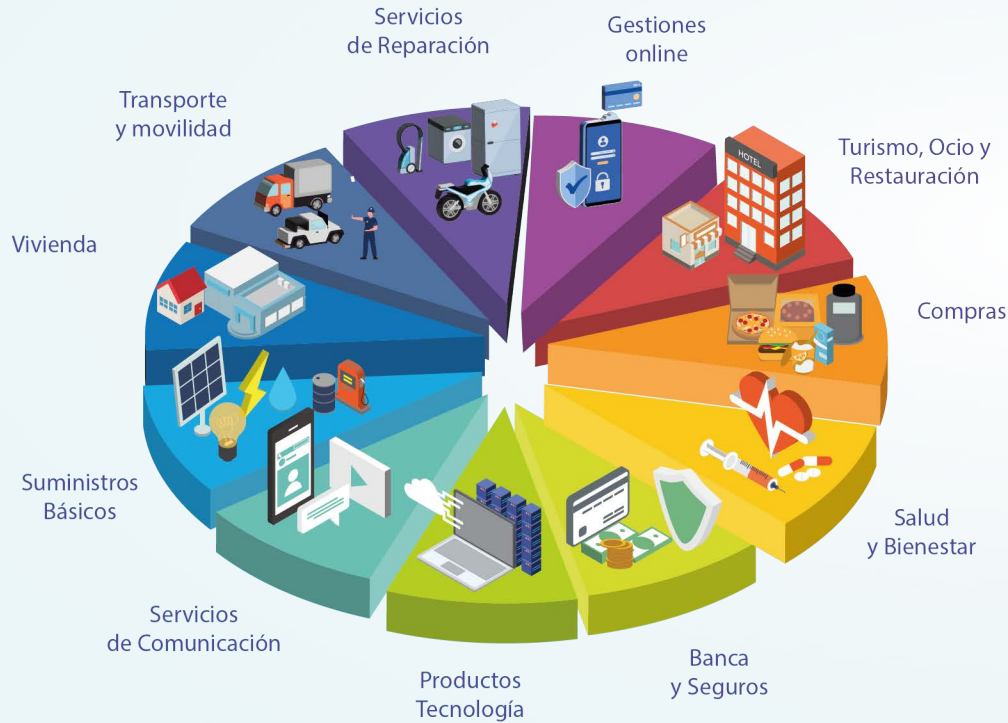 Servicios
de Reparación
Gestiones
online
Transporte
y movilidad
Turismo, Ocio y
Restauración
HOTEL
Vivienda
Compras
Suministros
Básicos
Salud
y Bienestar
Servicios
de Comunicación
Banca
y Seguros
Productos
Tecnología